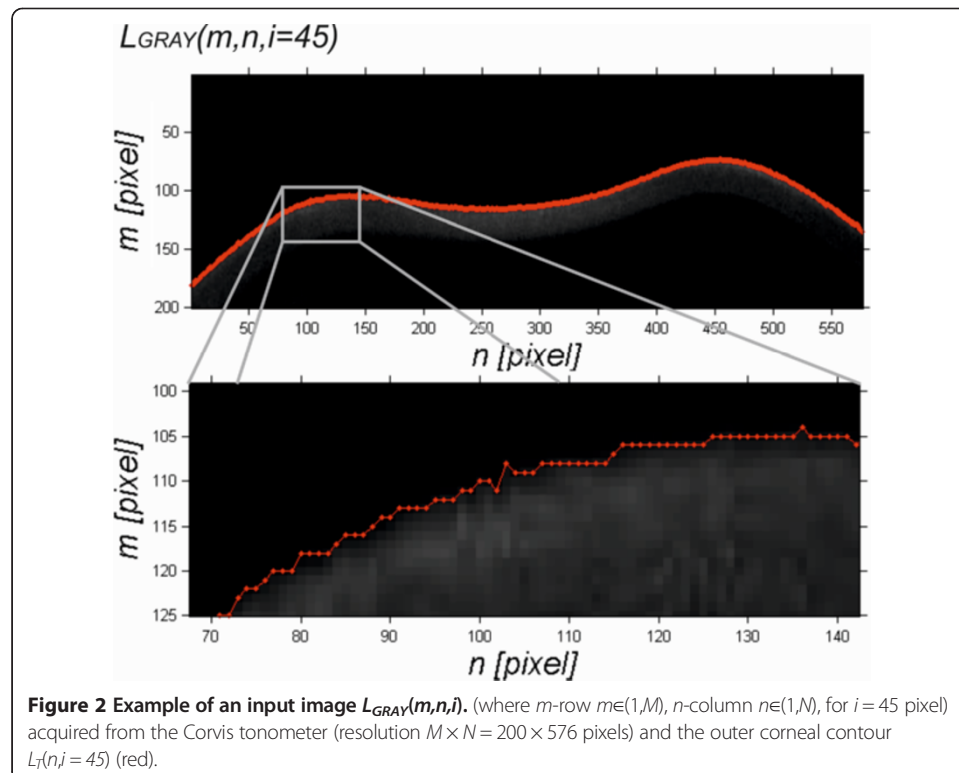 LGRAY(m,n,i=45)
m [pixel]
50
100
150
200
50 100 150 200 250 300 350 400 450 500 550
n [pixel]
m [pixel]
100
105
110
115
120
125
70 80 90 100 110 120 130 140
n [pixel]
Figure 2 Example of an input image LGRAY(m,n,i). (where m-row m∈(1,M), n-column n∈(1,N), for i = 45 pixel)
acquired from the Corvis tonometer (resolution M × N = 200 × 576 pixels) and the outer corneal contour
LT(n,i = 45) (red).